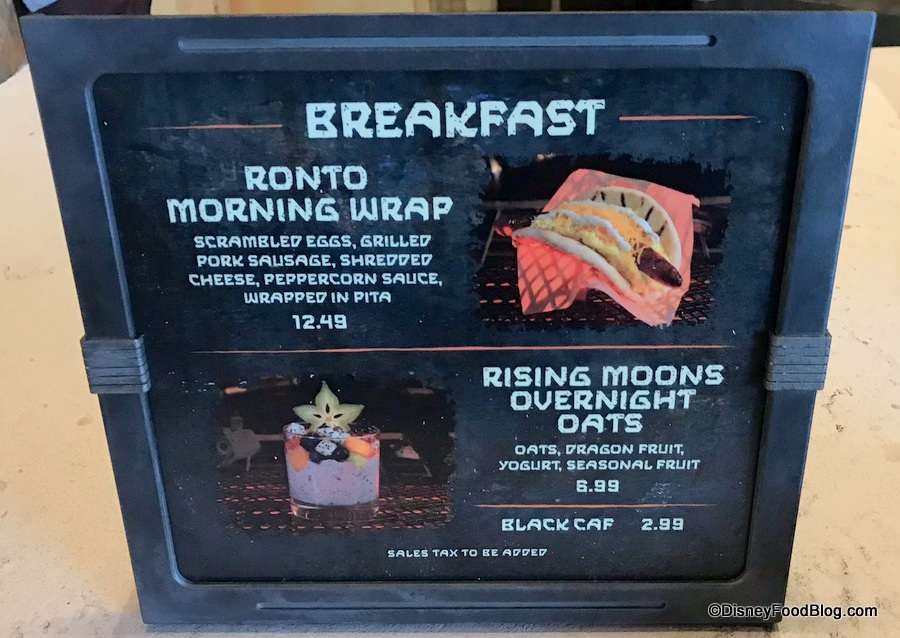 BREAKFAST
RONTO
MORNING WRAP
SCRAMBLED EGGS, GRILLED
PORK SAUSAGE, SHREDDED
CHEESE, PEPPERCORN SAUCE,
WRAPPED IN PITA
12.49
RISING MOONS
OVERNIGHT
OATS
OATS, DRAGON FRUIT,
YOGURT, SEASONAL FRUIT
6.99
BLACK CAF 2.99
SALES TAX TO BE ADDED
©DisneyFoodBlog.com